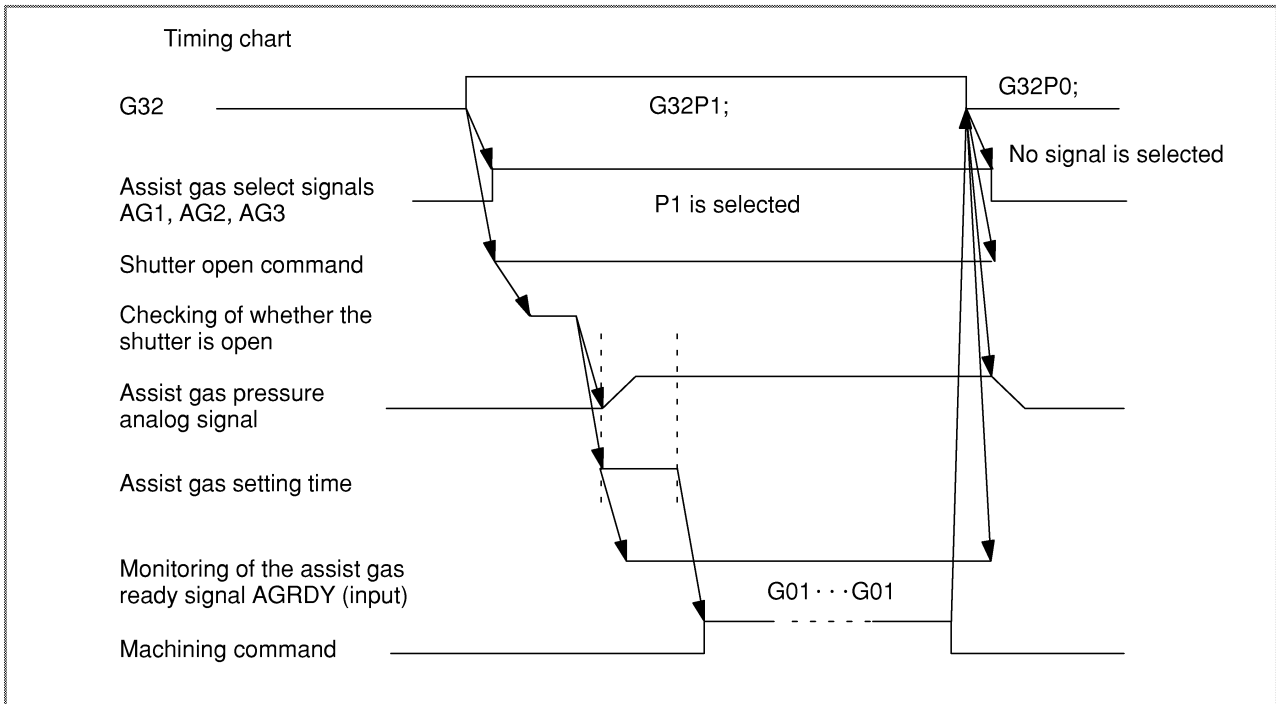 Timing chart
G32P0;
G32
G32P1;
No signal is selected
Assist gas select signals
AG1, AG2, AG3
P1 is selected
Shutter open command
Checking of whether the
shutter is open
Assist gas pressure
analog signal
Assist gas setting time
Monitoring of the assist gas
ready signal AGRDY (input)
G01···G01
Machining command